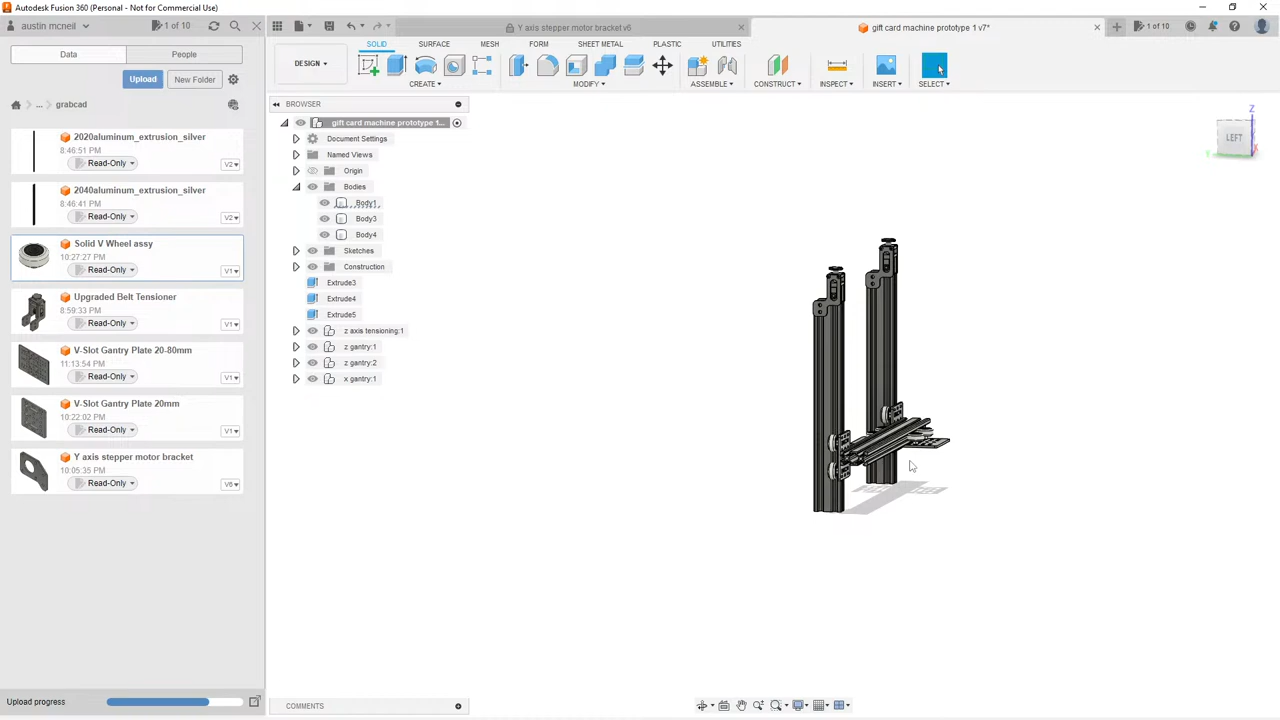 Autodesk Fusion 360 (Personal - Not for Commercial Use)
austin mcneil
1 of 10
Y axis stepper motor bracket v6
gift card machine prototype 1 v7*
1 of 10
Data
People
DESIGN
SOLID
SURFACE
MESH
FORM
SHEET METAL
PLASTIC
UTILITIES
Upload
New Folder
CREATE
MODIFY
ASSEMBLE
CONSTRUCT
INSPECT
INSERT
SELECT
... grabcad
BROWSER
gift card machine prototype 1...
Document Settings
Named Views
Origin
Bodies
Body1
Body3
Body4
Sketches
Construction
Extrude3
Extrude4
Extrude5
z axis tensioning:1
z gantry:1
z gantry:2
x gantry:1
2020aluminum_extrusion_silver
8:46:51 PM
Read-Only
V2
2040aluminum_extrusion_silver
8:46:41 PM
Read-Only
V2
Solid V Wheel assy
10:27:27 PM
Read-Only
V1
Upgraded Belt Tensioner
8:59:33 PM
Read-Only
V1
V-Slot Gantry Plate 20-80mm
11:13:54 PM
Read-Only
V1
V-Slot Gantry Plate 20mm
10:22:02 PM
Read-Only
V1
Y axis stepper motor bracket
10:05:35 PM
Read-Only
V6
Z
LEFT
Y
X
Upload progress
COMMENTS